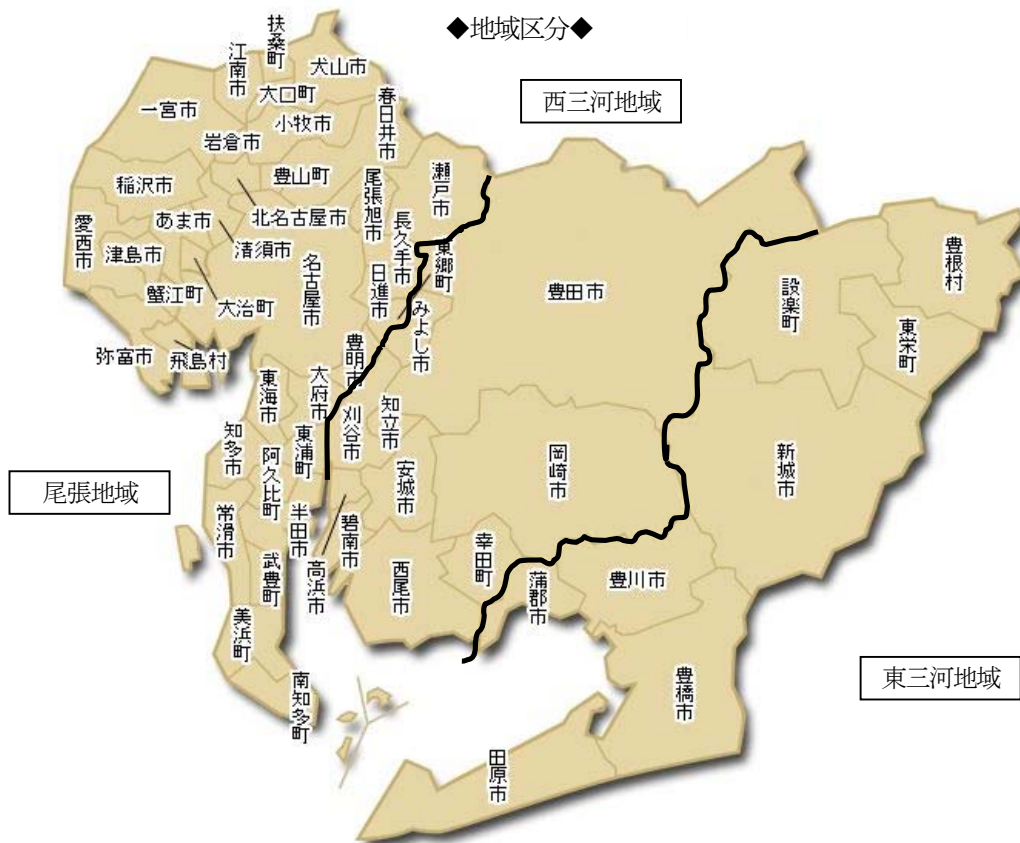 ◆地域区分◆
西三河地域
扶桑町
江南市
犬山市
大口町
一宮市
小牧市
春日井市
岩倉市
瀬戸市
豊山町
稲沢市
尾張旭市
北名古屋市
あま市
長久手市
愛西市
清須市
東郷町
津島市
名古屋市
日進市
蟹江町
大治町
みよし市
豊田市
設楽町
豊根村
東栄町
弥富市
飛島村
豊明市
大府市
東海市
刈谷市
知立市
知多市
東浦町
阿久比町
安城市
岡崎市
新城市
尾張地域
常滑市
半田市
碧南市
高浜市
武豊町
西尾市
幸田町
蒲郡市
豊川市
美浜町
南知多町
豊橋市
東三河地域
田原市